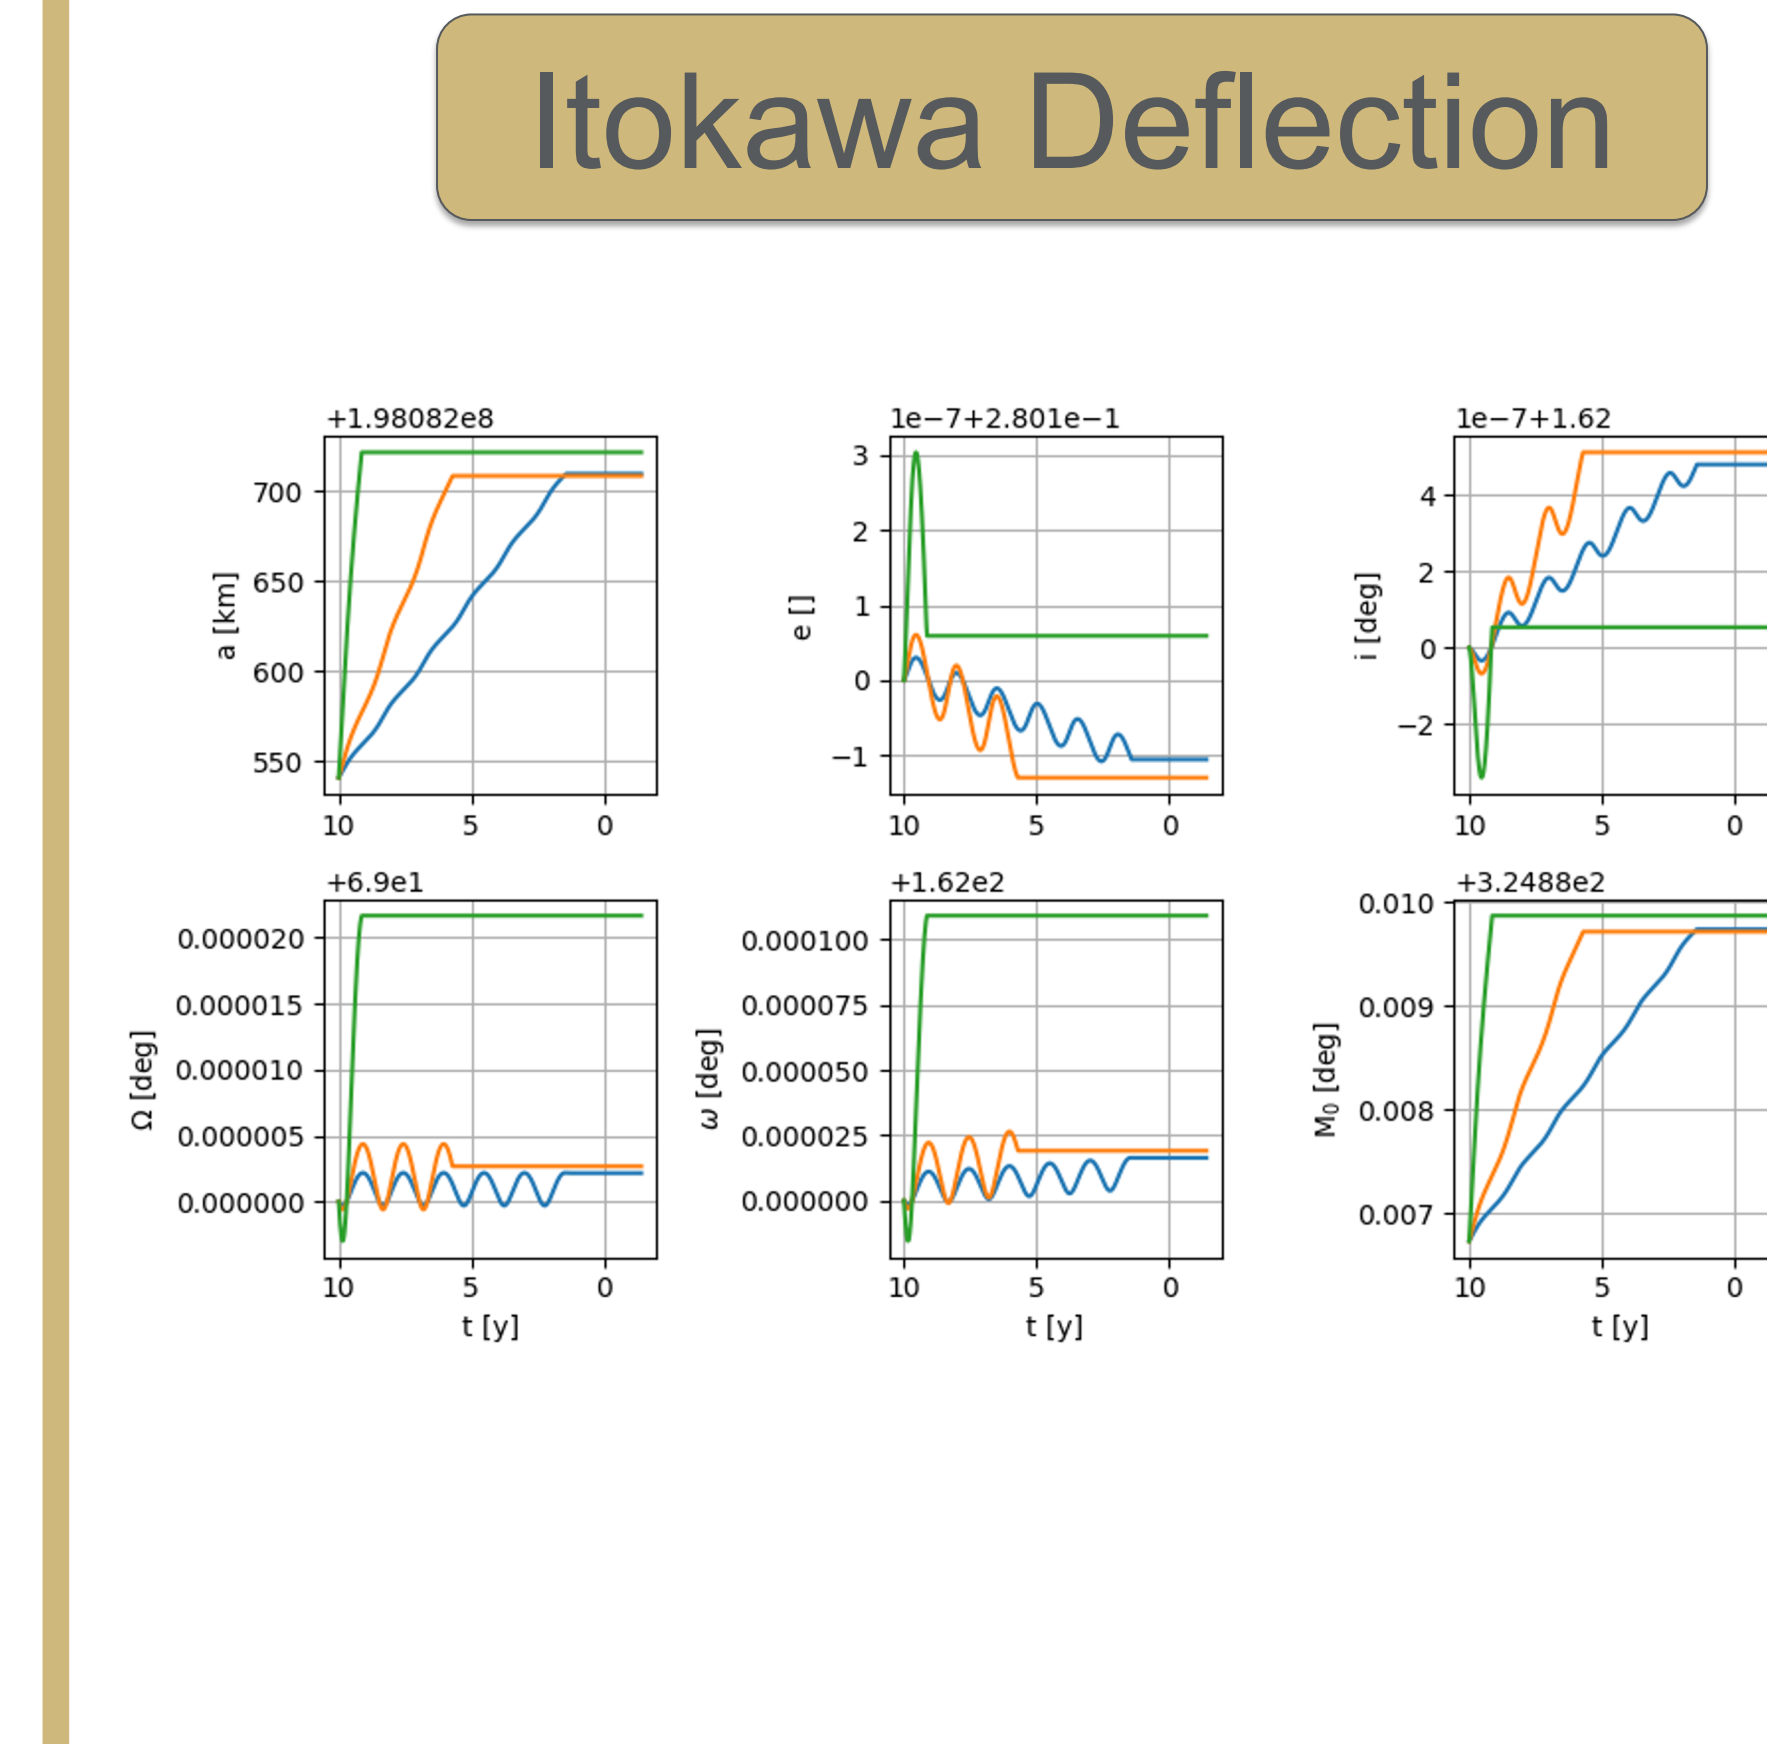 Itokawa Deflection
+1.98082e8
a [km]
700
650
600
550
10 5 0
1e−7+2.801e−1
e []
3
2
1
0
−1
10 5 0
1e−7+1.62
i [deg]
4
2
0
−2
10 5 0
+6.9e1
Ω [deg]
0.000020
0.000015
0.000010
0.000005
0.000000
10 5 0
t [y]
+1.62e2
ω [deg]
0.000100
0.000075
0.000050
0.000025
0.000000
10 5 0
t [y]
+3.2488e2
M₀ [deg]
0.010
0.009
0.008
0.007
10 5 0
t [y]